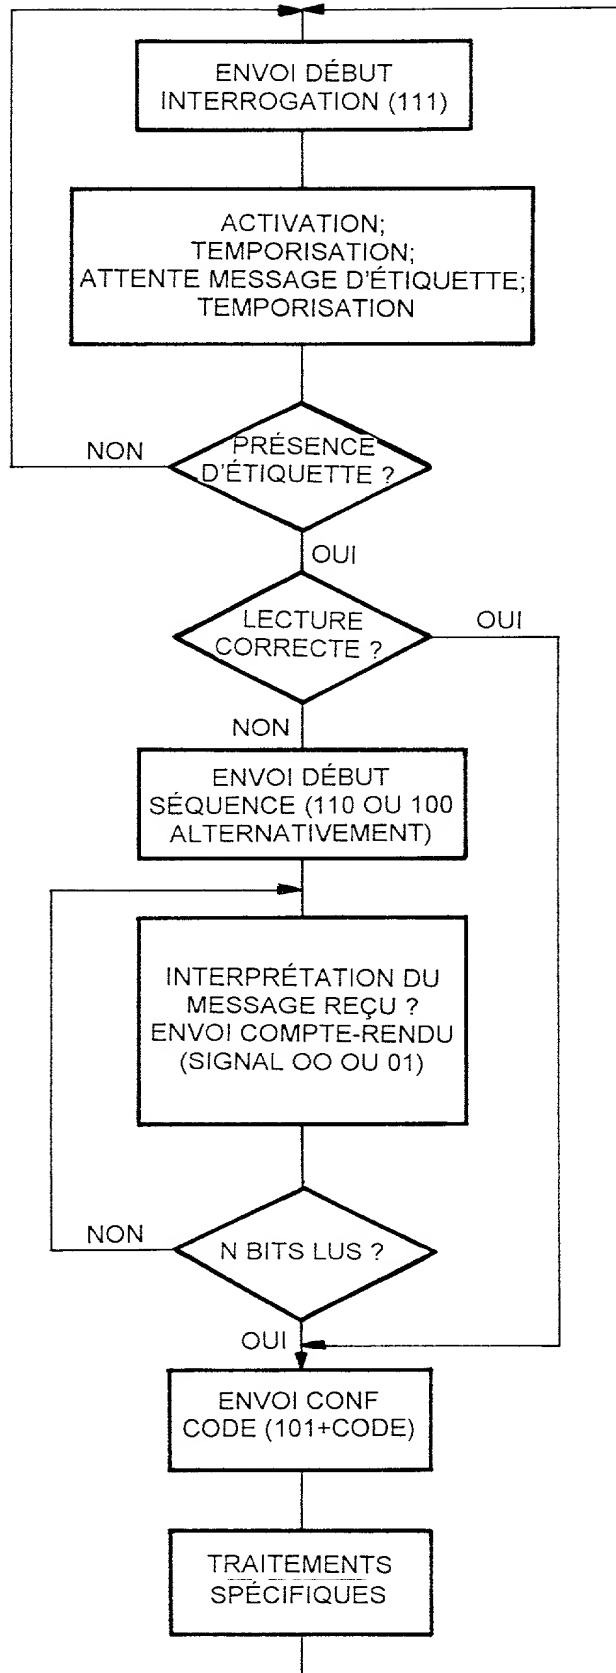 ENVOI DÉBUT
INTERROGATION (111)
ACTIVATION;
TEMPORISATION;
ATTENTE MESSAGE D'ÉTIQUETTE;
TEMPORISATION
NON
PRÉSENCE
D'ÉTIQUETTE ?
OUI
LECTURE
CORRECTE ?
OUI
NON
ENVOI DÉBUT
SÉQUENCE (110 OU 100
ALTERNATIVEMENT)
INTERPRÉTATION DU
MESSAGE REÇU ?
ENVOI COMPTE-RENDU
(SIGNAL OO OU 01)
NON
N BITS LUS ?
OUI
ENVOI CONF
CODE (101+CODE)
TRAITEMENTS
SPÉCIFIQUES